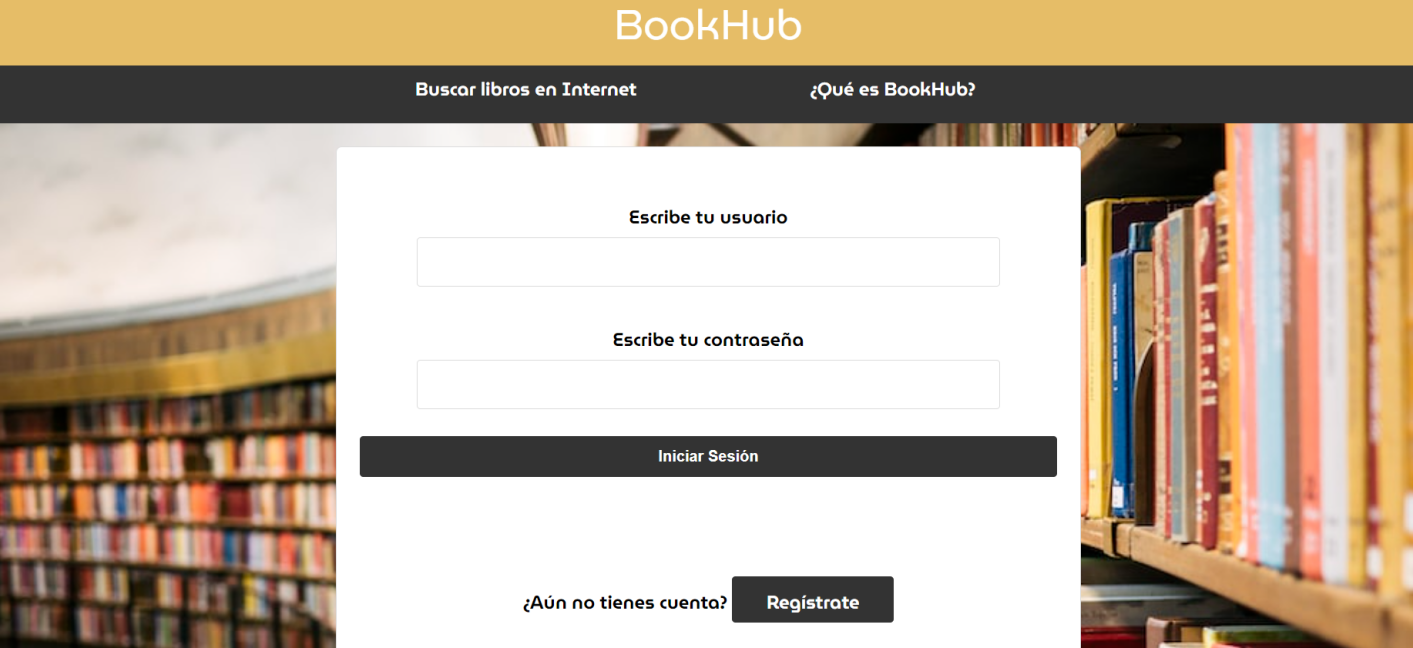 BookHub
Buscar libros en Internet
¿Qué es BookHub?
Escribe tu usuario
Escribe tu contraseña
Iniciar Sesión
¿Aún no tienes cuenta? Regístrate